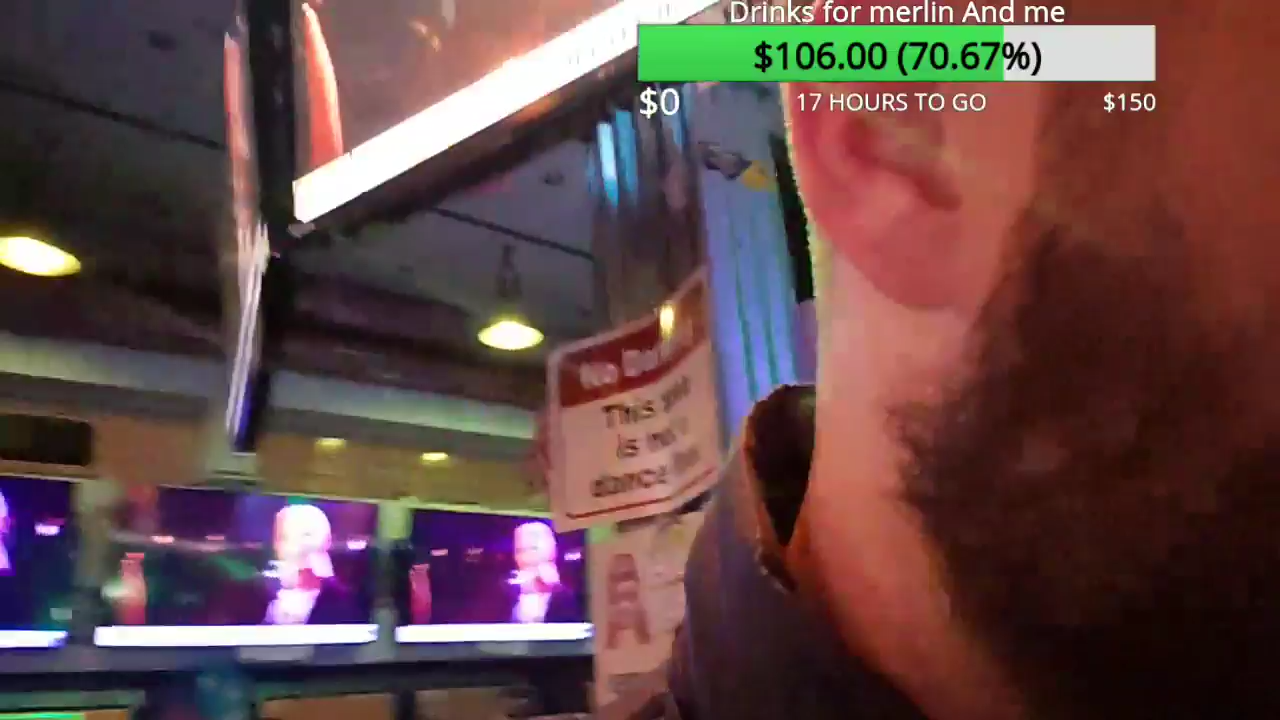 Drinks for merlin And me
$106.00 (70.67%)
$0 17 HOURS TO GO $150
No
This
is not
dance